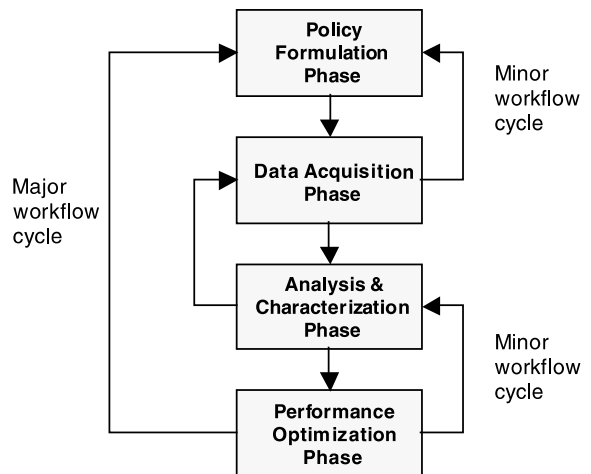 Policy
Formulation
Phase
Minor
workflow
cycle
Data Acquisition
Phase
Major
workflow
cycle
Analysis &
Characterization
Phase
Minor
workflow
cycle
Performance
Optimization
Phase